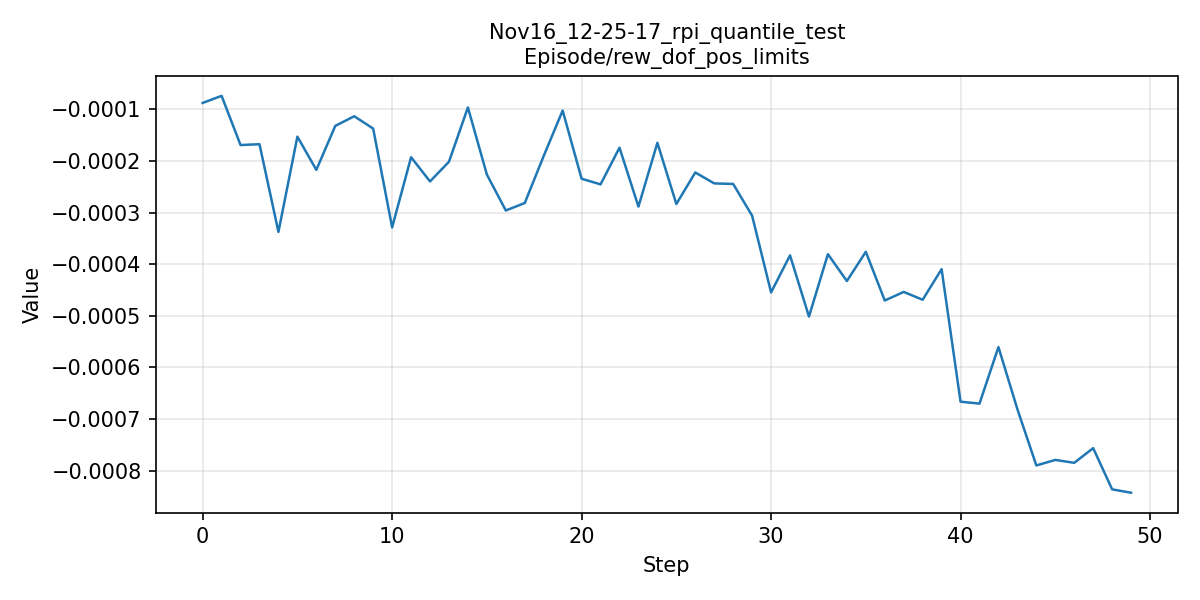 Nov16_12-25-17_rpi_quantile_test
Episode/rew_dof_pos_limits
Value
−0.0001
−0.0002
−0.0003
−0.0004
−0.0005
−0.0006
−0.0007
−0.0008
0 10 20 30 40 50
Step